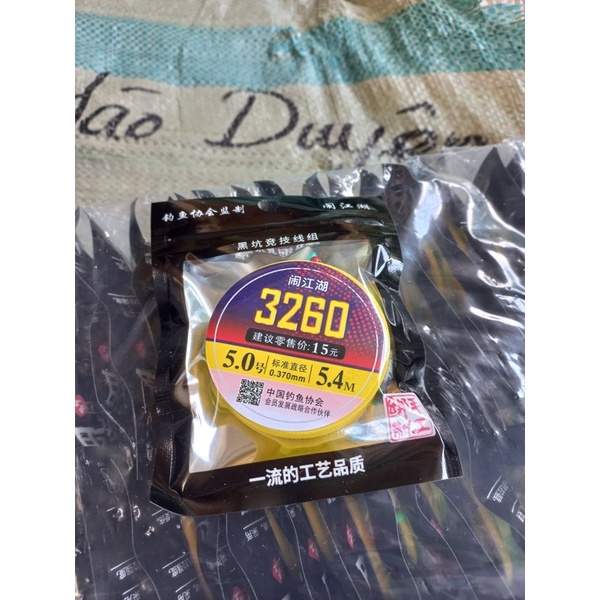 Hào Duyên
钓鱼协会监制
闹江湖
黑坑竞技线组
闹江湖
3260
建议零售价:15元
5.0号
标准直径
0.370mm
5.4M
中国钓鱼协会
会员发展战略合作伙伴
一流的工艺品质